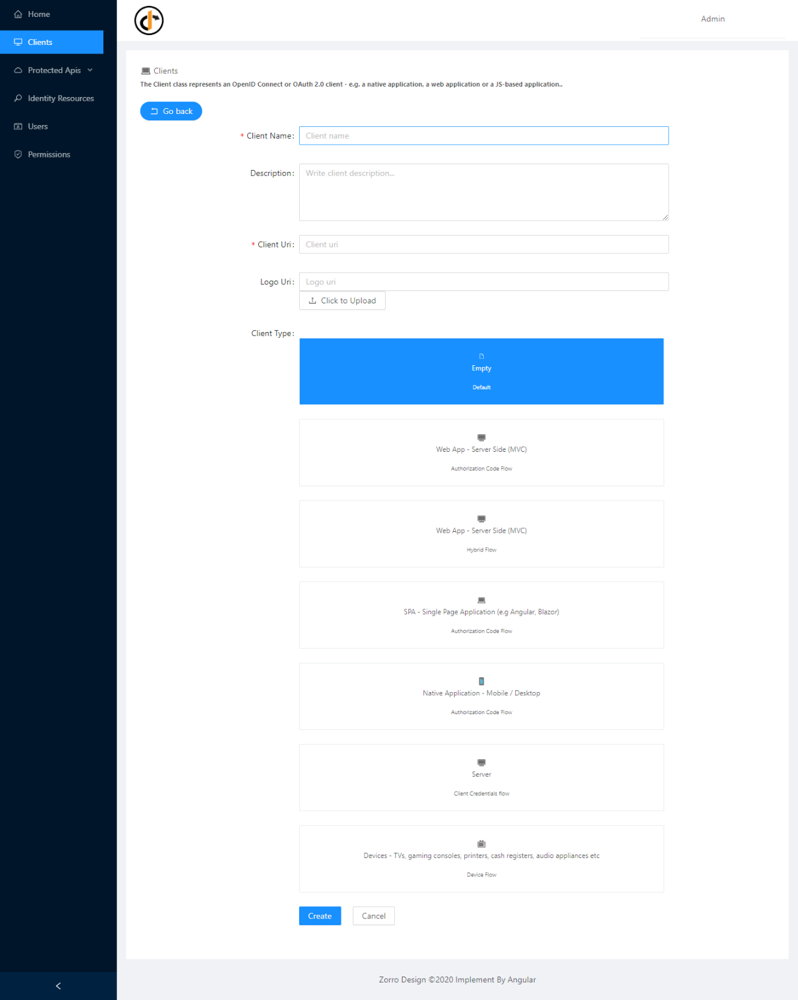 Home
Clients
Protected Apis
Identity Resources
Users
Permissions
Admin
Clients
The Client class represents an OpenID Connect or OAuth 2.0 client - e.g. a native application, a web application or a JS-based application..
Go back
* Client Name:
Client name
Description:
Write client description...
* Client Uri:
Client uri
Logo Uri:
Logo uri
Click to Upload
Client Type:
Empty
Default
Web App - Server Side (MVC)
Authorization Code Flow
Web App - Server Side (MVC)
Hybrid Flow
SPA - Single Page Application (e.g Angular, Blazor)
Authorization Code Flow
Native Application - Mobile / Desktop
Authorization Code Flow
Server
Client Credentials flow
Devices - TVs, gaming consoles, printers, cash registers, audio appliances etc
Device Flow
Create
Cancel
Zorro Design ©2020 Implement By Angular